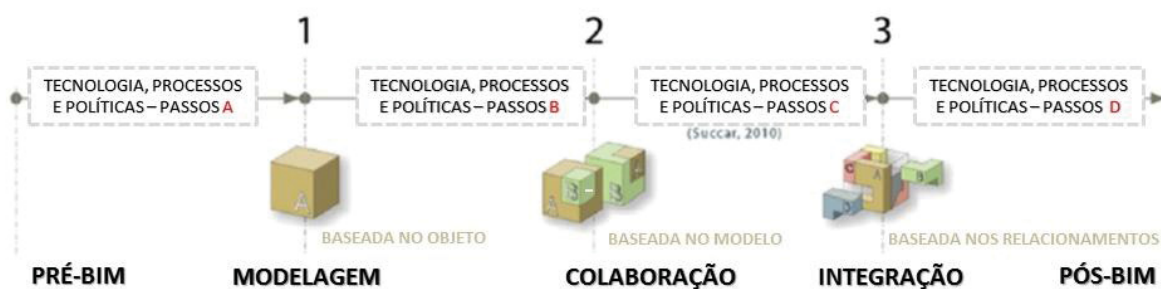 1 2 3
TECNOLOGIA, PROCESSOS
E POLÍTICAS – PASSOS A
TECNOLOGIA, PROCESSOS
E POLÍTICAS – PASSOS B
TECNOLOGIA, PROCESSOS
E POLÍTICAS – PASSOS C
TECNOLOGIA, PROCESSOS
E POLÍTICAS – PASSOS D
(Succar, 2010)
A
A B B A
C A B
BASEADA NO OBJETO
BASEADA NO MODELO
BASEADA NOS RELACIONAMENTOS
PRÉ-BIM MODELAGEM COLABORAÇÃO INTEGRAÇÃO PÓS-BIM